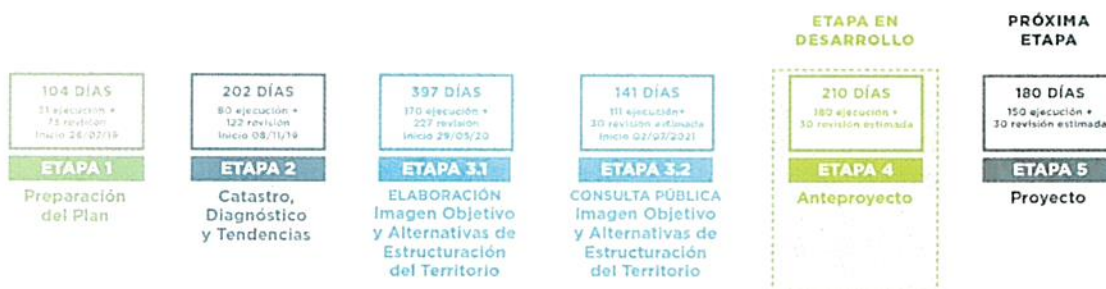 ETAPA EN
DESARROLLO
PRÓXIMA
ETAPA
104 DÍAS
31 ejecución +
73 revisión
Inicio 26/07/19
ETAPA 1
Preparación
del Plan
202 DÍAS
80 ejecución +
122 revisión
Inicio 08/11/19
ETAPA 2
Catastro,
Diagnóstico
y Tendencias
397 DÍAS
170 ejecución +
227 revisión
Inicio 29/05/20
ETAPA 3.1
ELABORACIÓN
Imagen Objetivo
y Alternativas de
Estructuración
del Territorio
141 DÍAS
111 ejecución+
30 revisión estimada
Inicio 02/07/2021
ETAPA 3.2
CONSULTA PÚBLICA
Imagen Objetivo
y Alternativas de
Estructuración
del Territorio
210 DÍAS
180 ejecución +
30 revisión estimada
ETAPA 4
Anteproyecto
180 DÍAS
150 ejecución +
30 revisión estimada
ETAPA 5
Proyecto